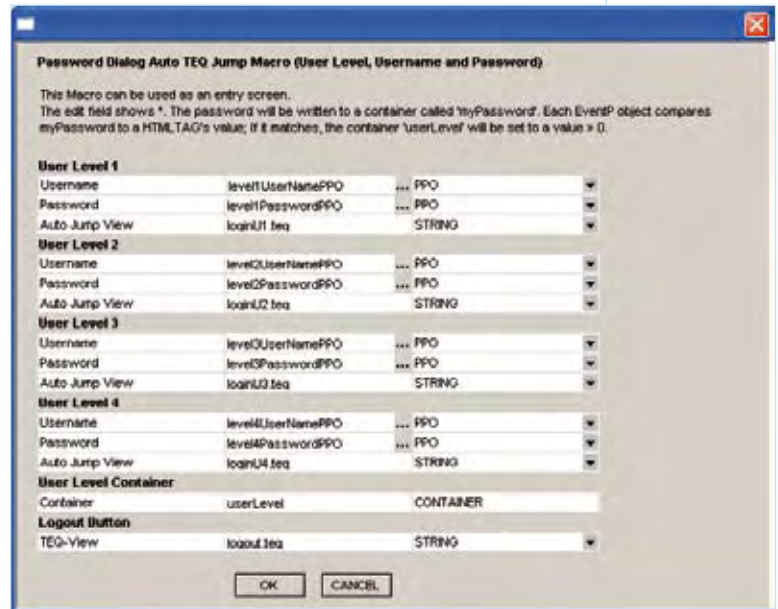 Password Dialog Auto TEQ Jump Macro (User Level, Username and Password)
This Macro can be used as an entry screen.
The edit field shows *. The password will be written to a container called 'myPassword'. Each EventP object compares
myPassword to a HTMLTAG's value; If it matches, the container 'userLevel' will be set to a value > 0.
User Level 1
Username level1UserNamePPO ... PPO
Password level1PasswordPPO ... PPO
Auto Jump View loginU1.teq STRING
User Level 2
Username level2UserNamePPO ... PPO
Password level2PasswordPPO ... PPO
Auto Jump View loginU2.teq STRING
User Level 3
Username level3UserNamePPO ... PPO
Password level3PasswordPPO ... PPO
Auto Jump View loginU3.teq STRING
User Level 4
Username level4UserNamePPO ... PPO
Password level4PasswordPPO ... PPO
Auto Jump View loginU4.teq STRING
User Level Container
Container userLevel CONTAINER
Logout Button
TEQ-View logout.teq STRING
OK CANCEL